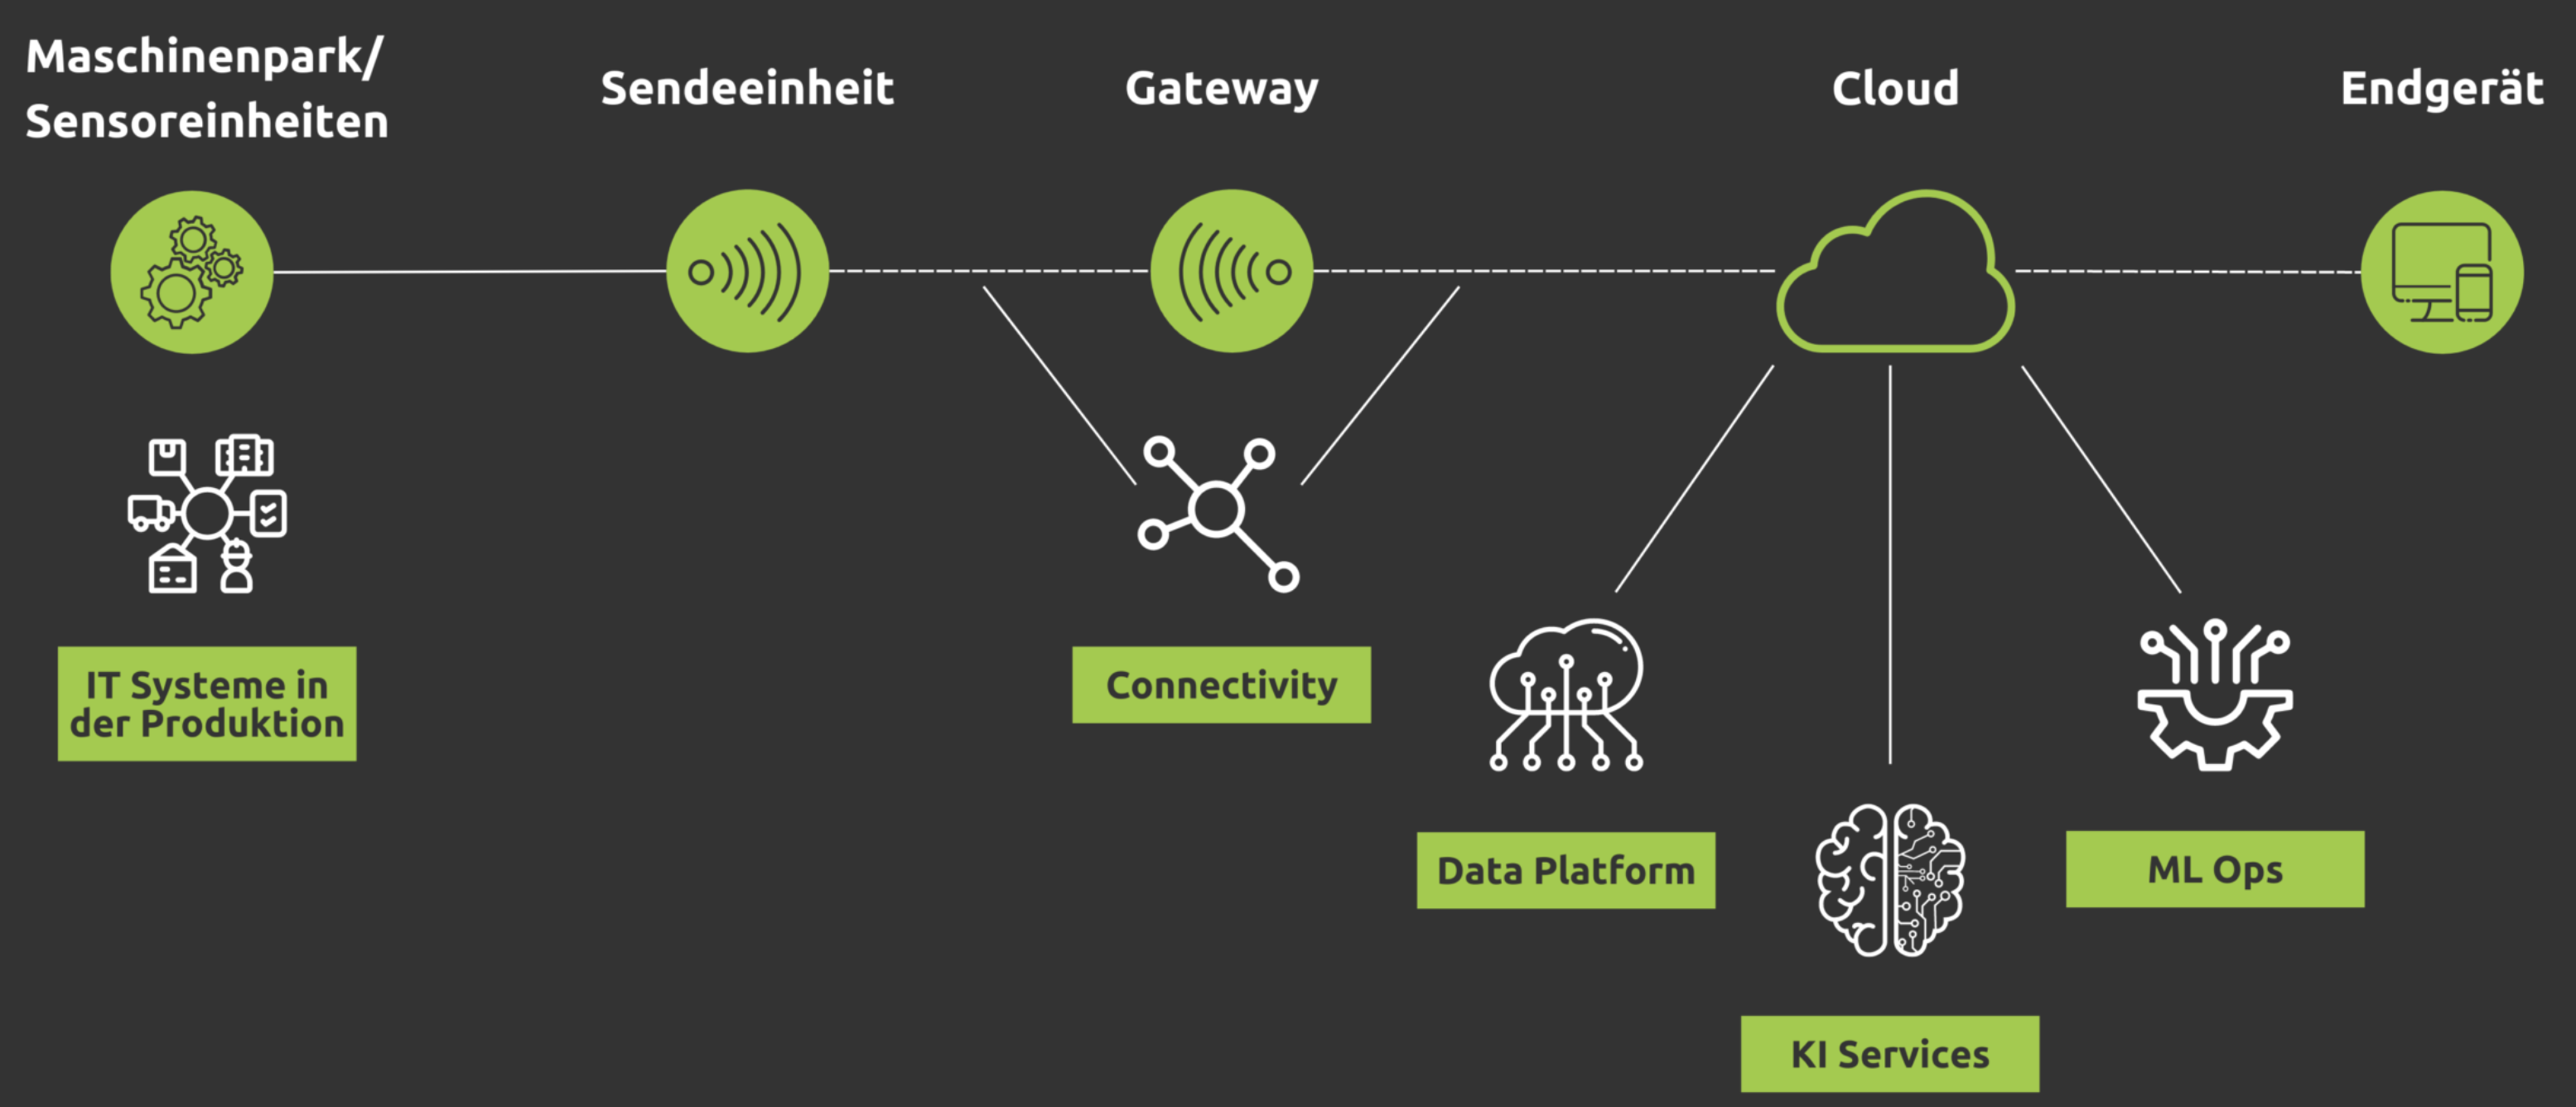 Maschinenpark/
Sensoreinheiten
Sendeeinheit
Gateway
Cloud
Endgerät
IT Systeme in
der Produktion
Connectivity
Data Platform
KI Services
ML Ops